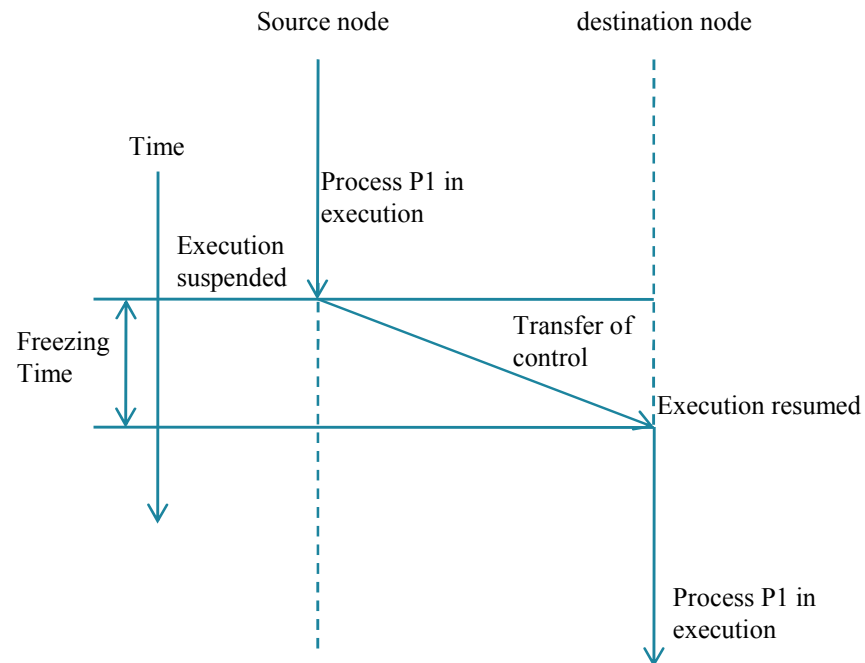 Source node
destination node
Time
Process P1 in
execution
Execution
suspended
Freezing
Time
Transfer of
control
Execution resumed
Process P1 in
execution